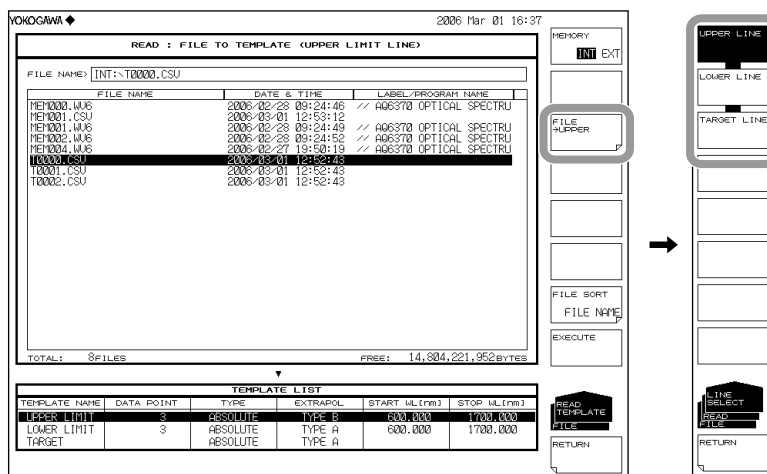 YOKOGAWA ◆ 2006 Mar 01 16:37
READ : FILE TO TEMPLATE (UPPER LIMIT LINE)
FILE NAME> INT:\T0000.CSV
FILE NAME DATE & TIME LABEL/PROGRAM NAME
MEM000.WV6 2006/02/28 09:24:46 // AQ6370 OPTICAL SPECTRU
MEM001.CSV 2006/03/01 12:53:12
MEM001.WV6 2006/02/28 09:24:49 // AQ6370 OPTICAL SPECTRU
MEM002.WV6 2006/02/28 09:24:52 // AQ6370 OPTICAL SPECTRU
MEM004.WV6 2006/02/27 19:50:19 // AQ6370 OPTICAL SPECTRU
T0000.CSV 2006/03/01 12:52:43
T0001.CSV 2006/03/01 12:52:43
T0002.CSV 2006/03/01 12:52:43
TOTAL: 8FILES FREE: 14,804,221,952BYTES
▼
TEMPLATE LIST
TEMPLATE NAME DATA POINT TYPE EXTRAPOL START WL[nm] STOP WL[nm]
UPPER LIMIT 3 ABSOLUTE TYPE B 600.000 1700.000
LOWER LIMIT 3 ABSOLUTE TYPE A 600.000 1700.000
TARGET ABSOLUTE TYPE A
MEMORY
INT EXT
FILE
→UPPER
FILE SORT
FILE NAME
EXECUTE
READ
TEMPLATE
FILE
RETURN
→
UPPER LINE
LOWER LINE
TARGET LINE
LINE
SELECT
READ
FILE
RETURN